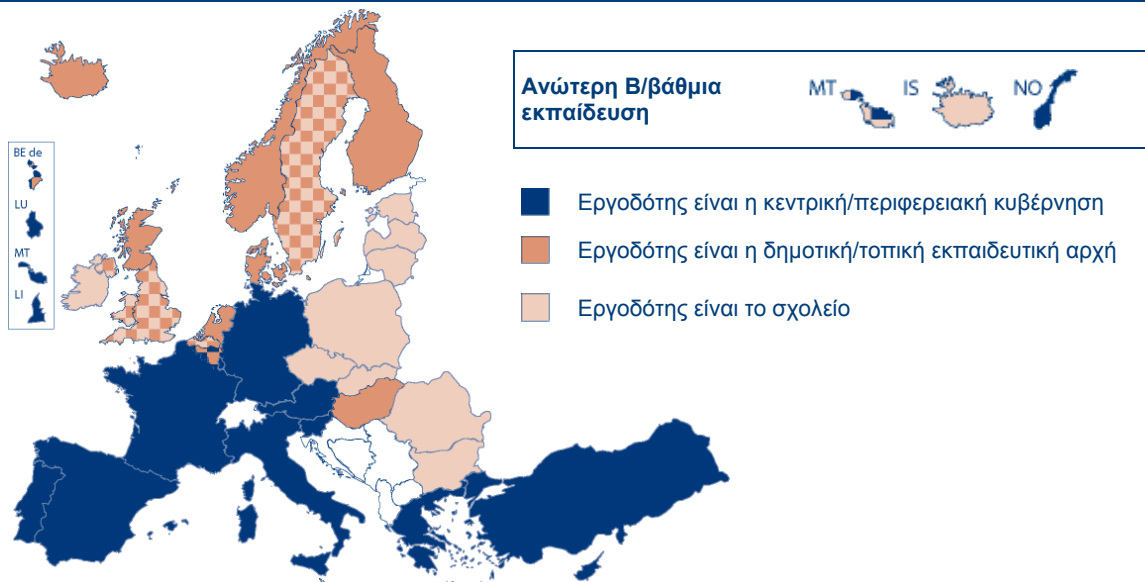 Ανώτερη Β/βάθμια
εκπαίδευση
MT IS NO
BE de
LU
MT
LI
Εργοδότης είναι η κεντρική/περιφερειακή κυβέρνηση
Εργοδότης είναι η δημοτική/τοπική εκπαιδευτική αρχή
Εργοδότης είναι το σχολείο